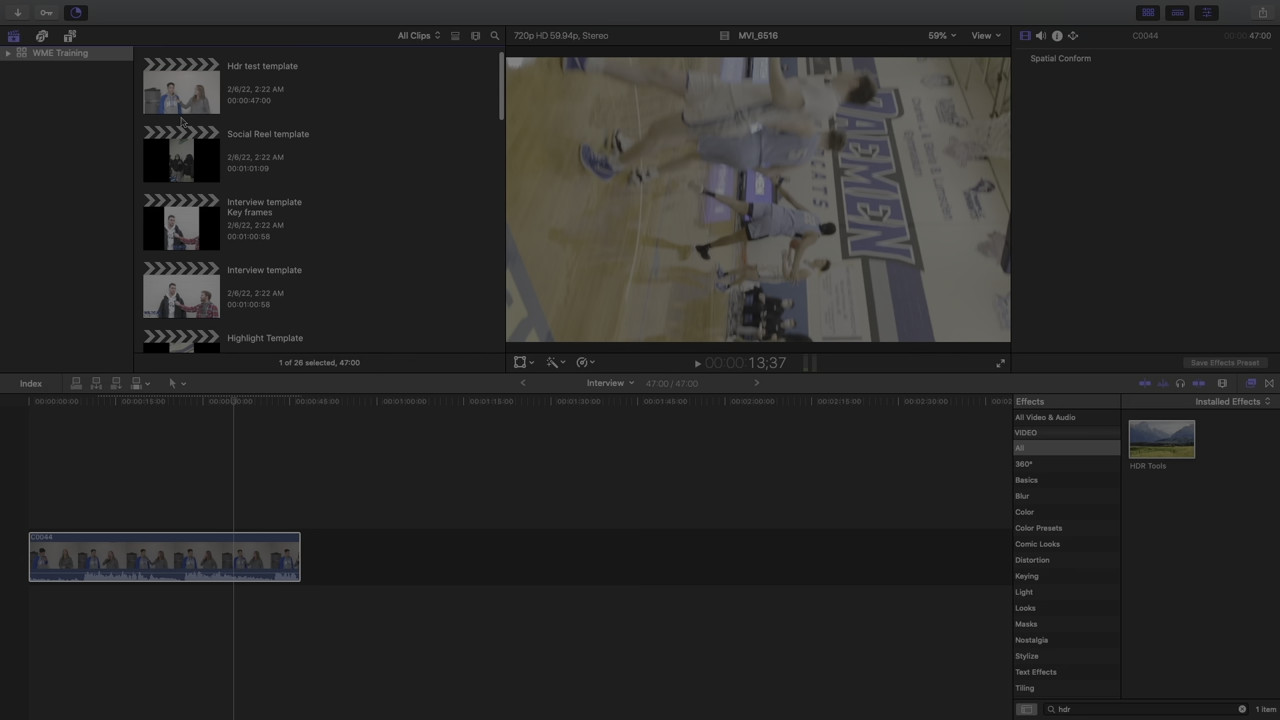 All Clips
720p HD 59.94p, Stereo
MVI_6516
59%
View
C0044
00:00:47:00
WME Training
Hdr test template
2/6/22, 2:22 AM
00:00:47:00
Social Reel template
2/6/22, 2:22 AM
00:01:01:09
Interview template
Key frames
2/6/22, 2:22 AM
00:01:00:58
Interview template
2/6/22, 2:22 AM
00:01:00:58
Highlight Template
Spatial Conform
DAEMEN
1 of 26 selected, 47:00
00:00:13;37
Save Effects Preset
Index
Interview
47:00 / 47:00
00:00:00:00
00:00:15:00
00:00:30:00
00:00:45:00
00:01:00:00
00:01:15:00
00:01:30:00
00:01:45:00
00:02:00:00
00:02:15:00
00:02:30:00
C0044
Effects
Installed Effects
All Video & Audio
VIDEO
All
360°
Basics
Blur
Color
Color Presets
Comic Looks
Distortion
Keying
Light
Looks
Masks
Nostalgia
Stylize
Text Effects
Tiling
HDR Tools
hdr
1 item